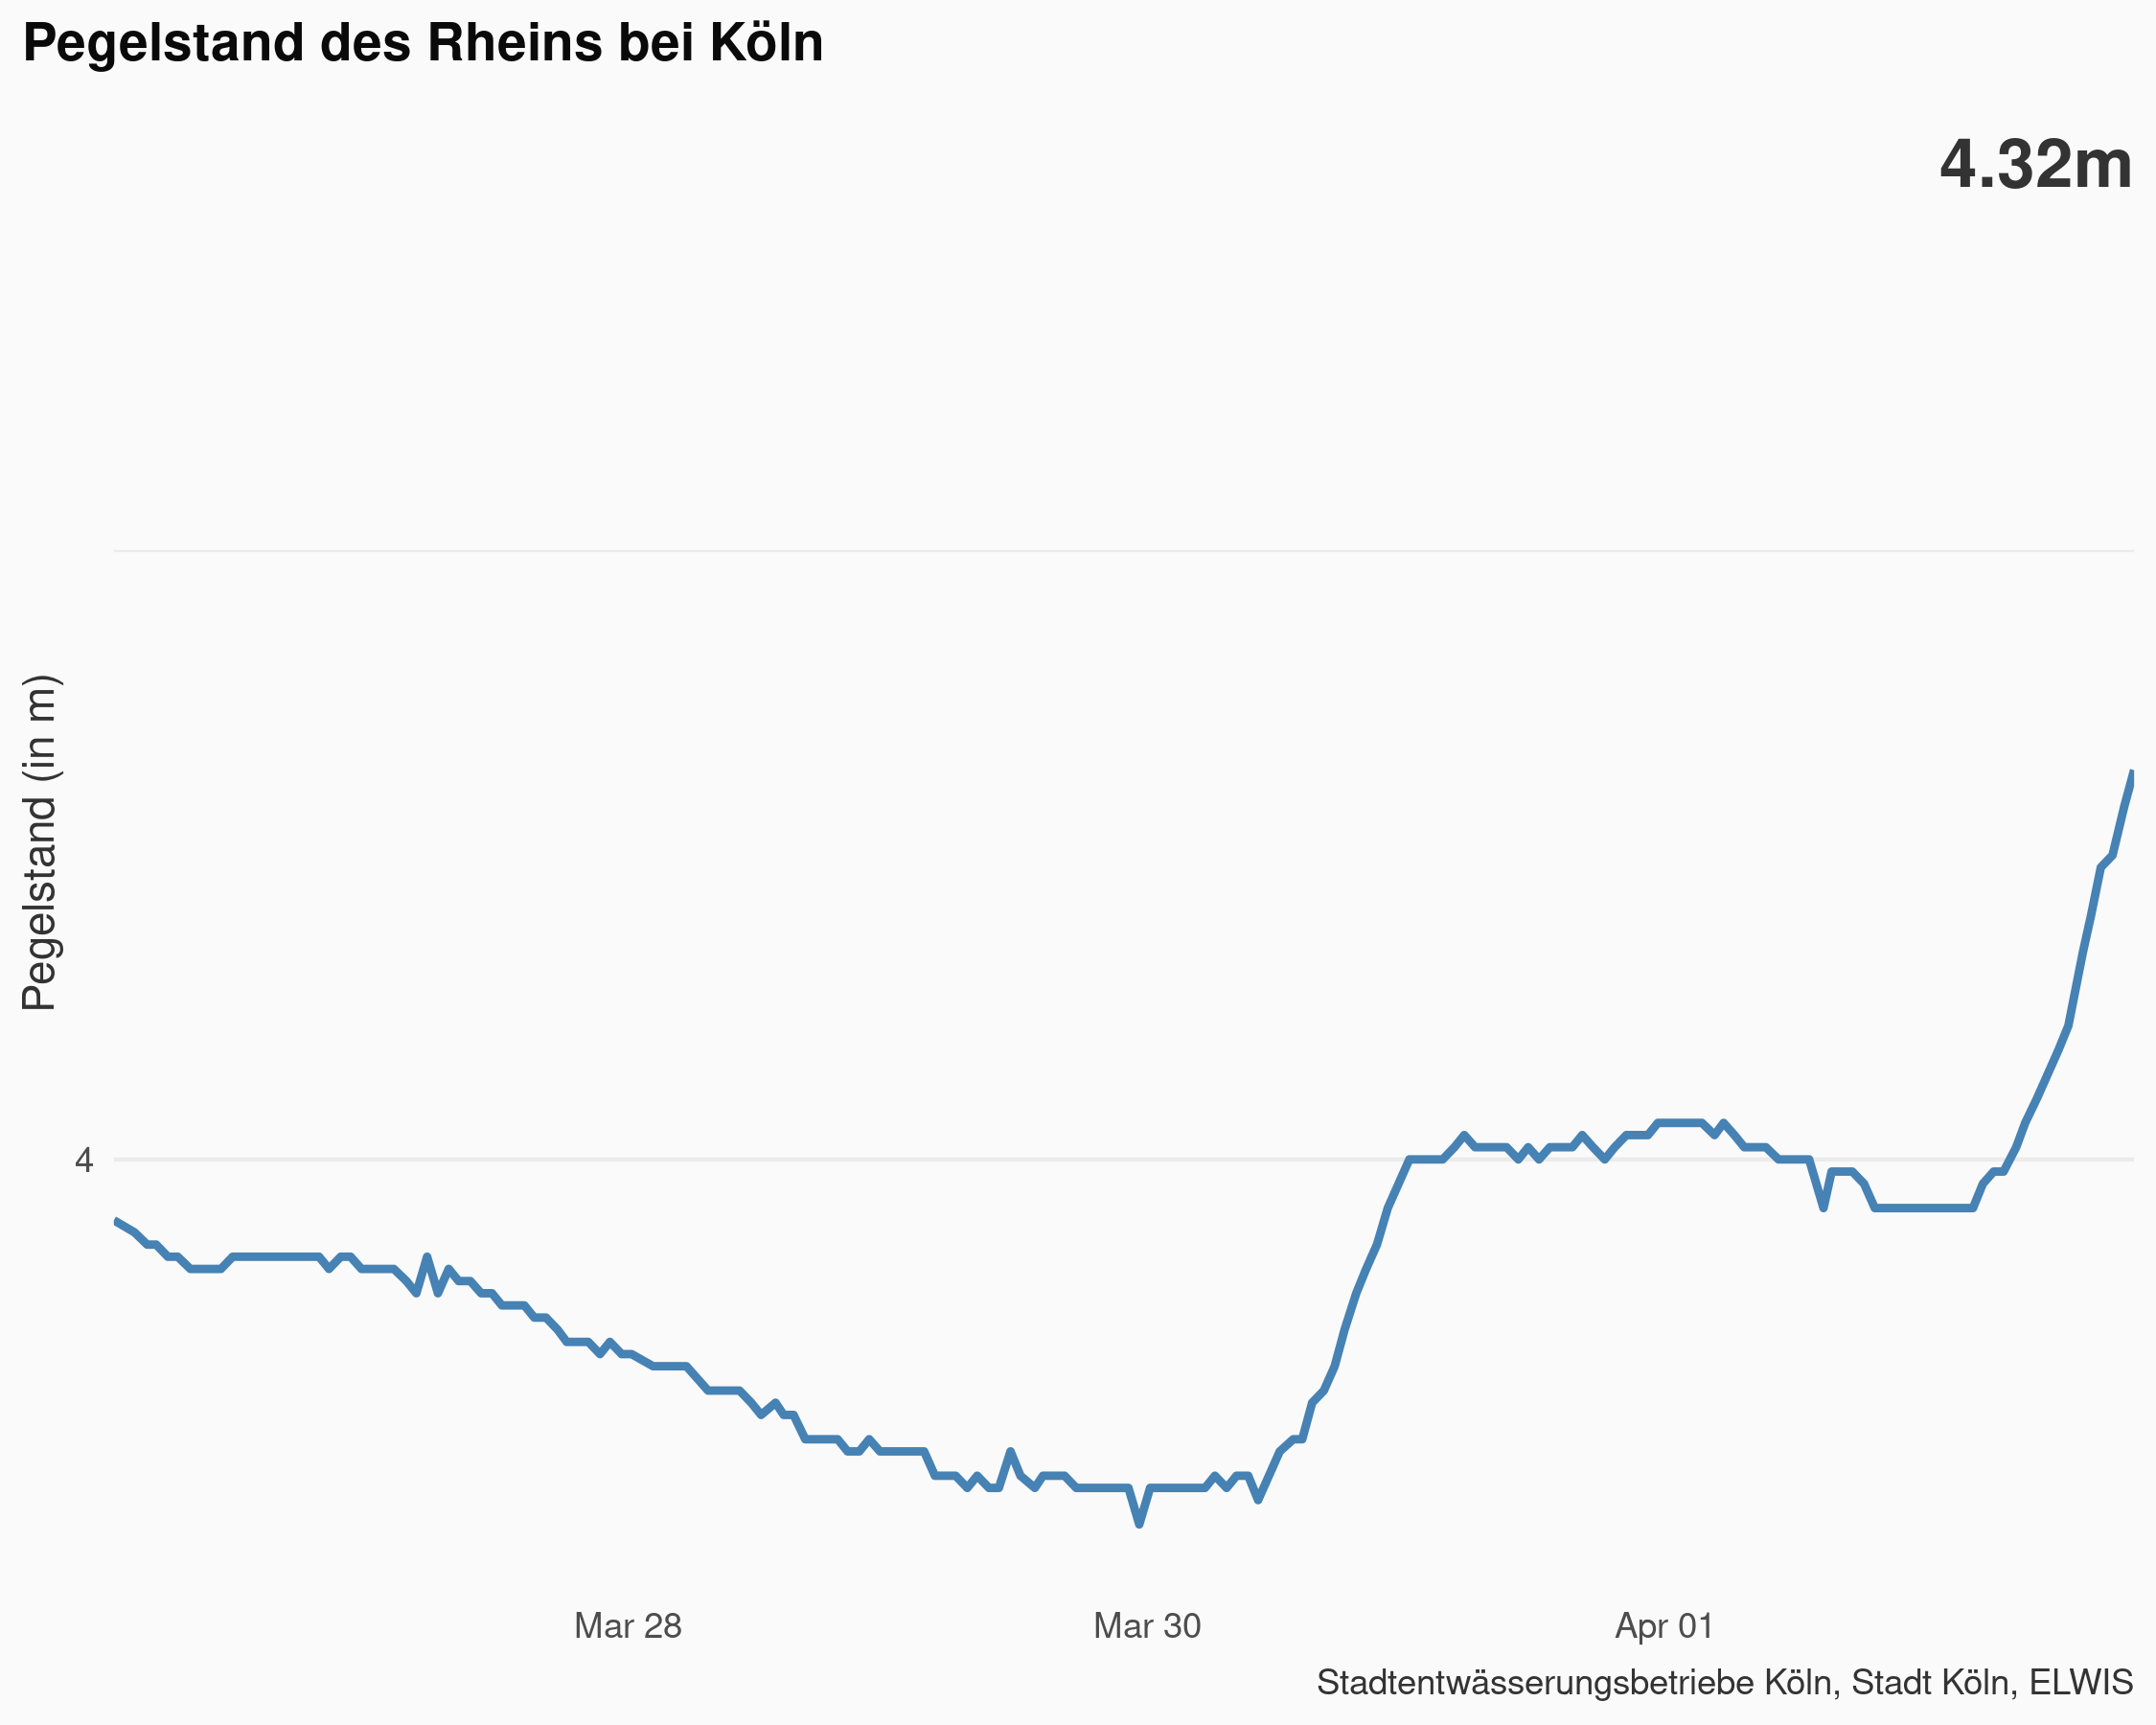 Pegelstand des Rheins bei Köln
4.32m
Pegelstand (in m)
4
Mar 28
Mar 30
Apr 01
Stadtentwässerungsbetriebe Köln, Stadt Köln, ELWIS